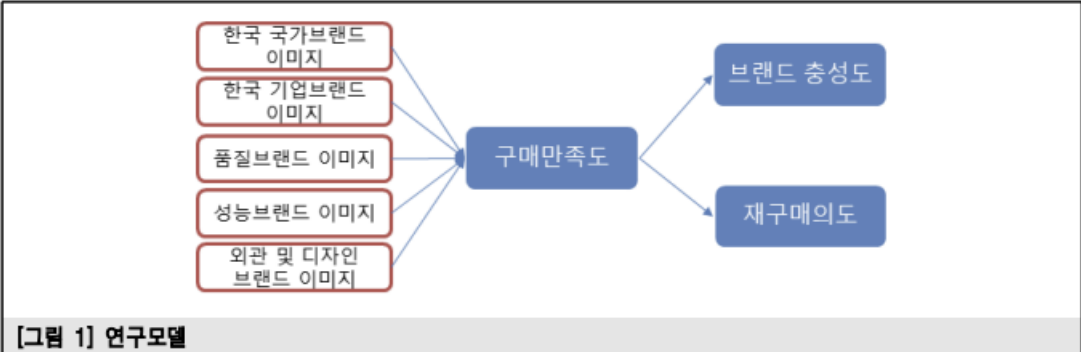 한국 국가브랜드
이미지
한국 기업브랜드
이미지
품질브랜드 이미지
성능브랜드 이미지
외관 및 디자인
브랜드 이미지
구매만족도
브랜드 충성도
재구매의도
[그림 1] 연구모델